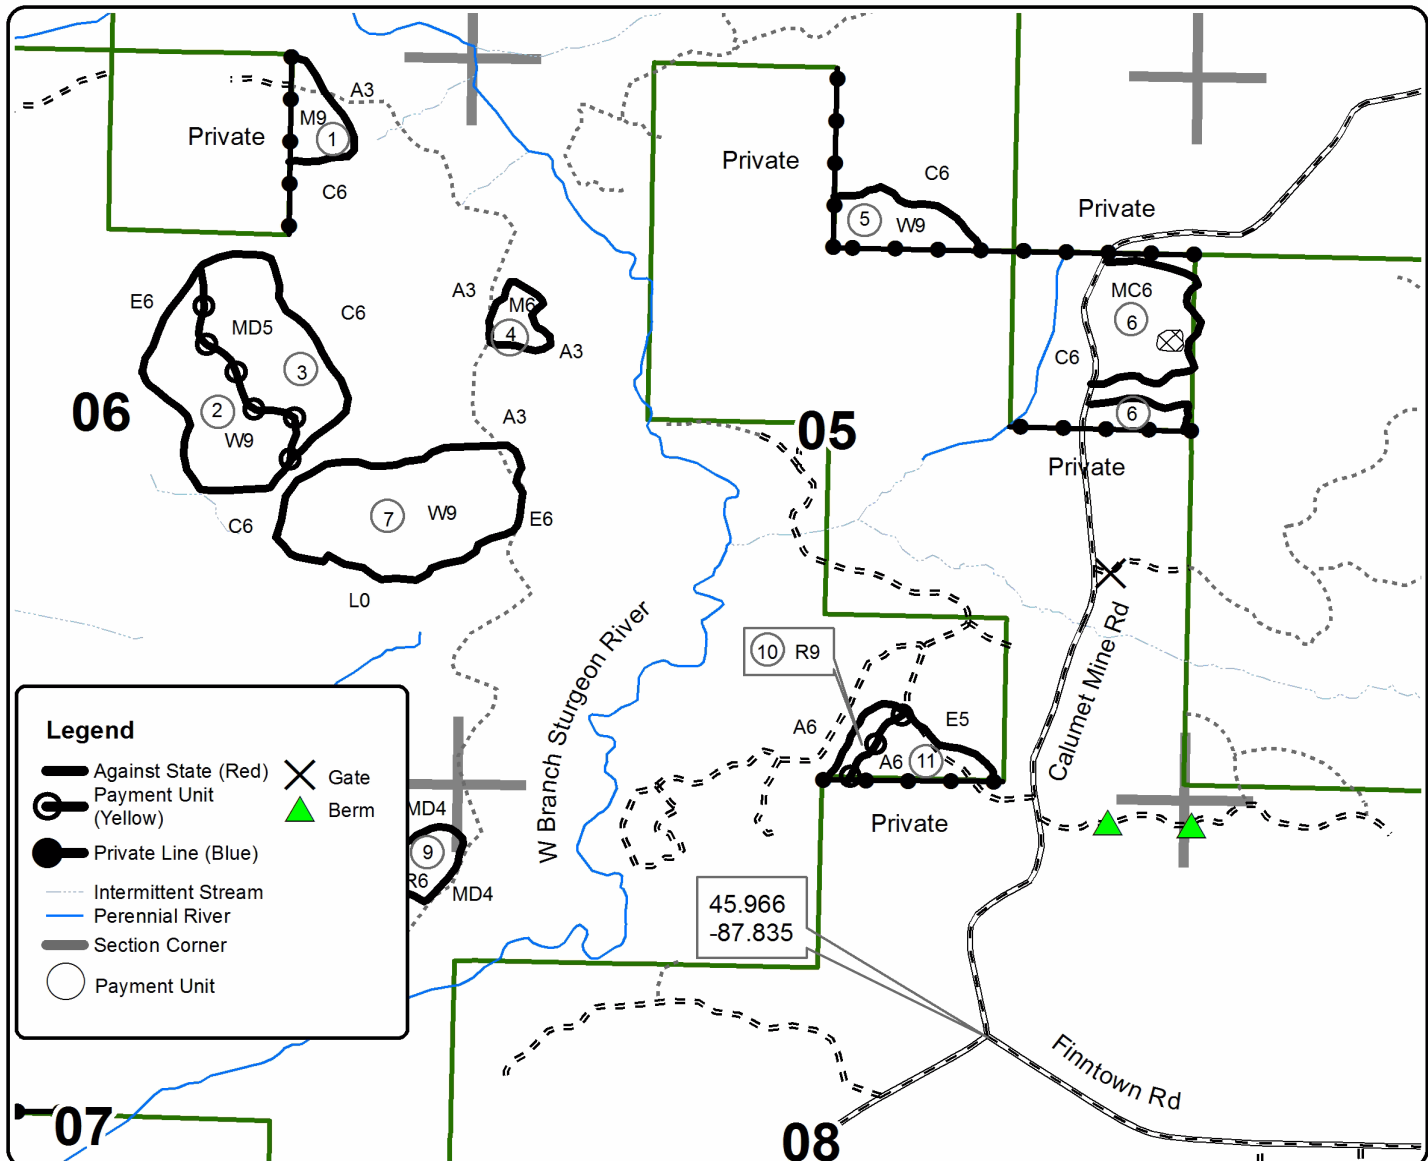 A3
M9
1
Private
C6
Private
C6
5
W9
Private
E6
MD5
C6
3
2
W9
06
A3
M6
4
A3
A3
MC6
6
C6
6
05
Private
7
W9
C6
E6
L0
10 R9
A6
E5
A6 11
Private
W Branch Sturgeon River
Calumet Mine Rd
Legend
Against State (Red)
Payment Unit
(Yellow)
Private Line (Blue)
Intermittent Stream
Perennial River
Section Corner
Payment Unit
Gate
Berm
MD4
9
R6
MD4
45.966
-87.835
Finntown Rd
07
08